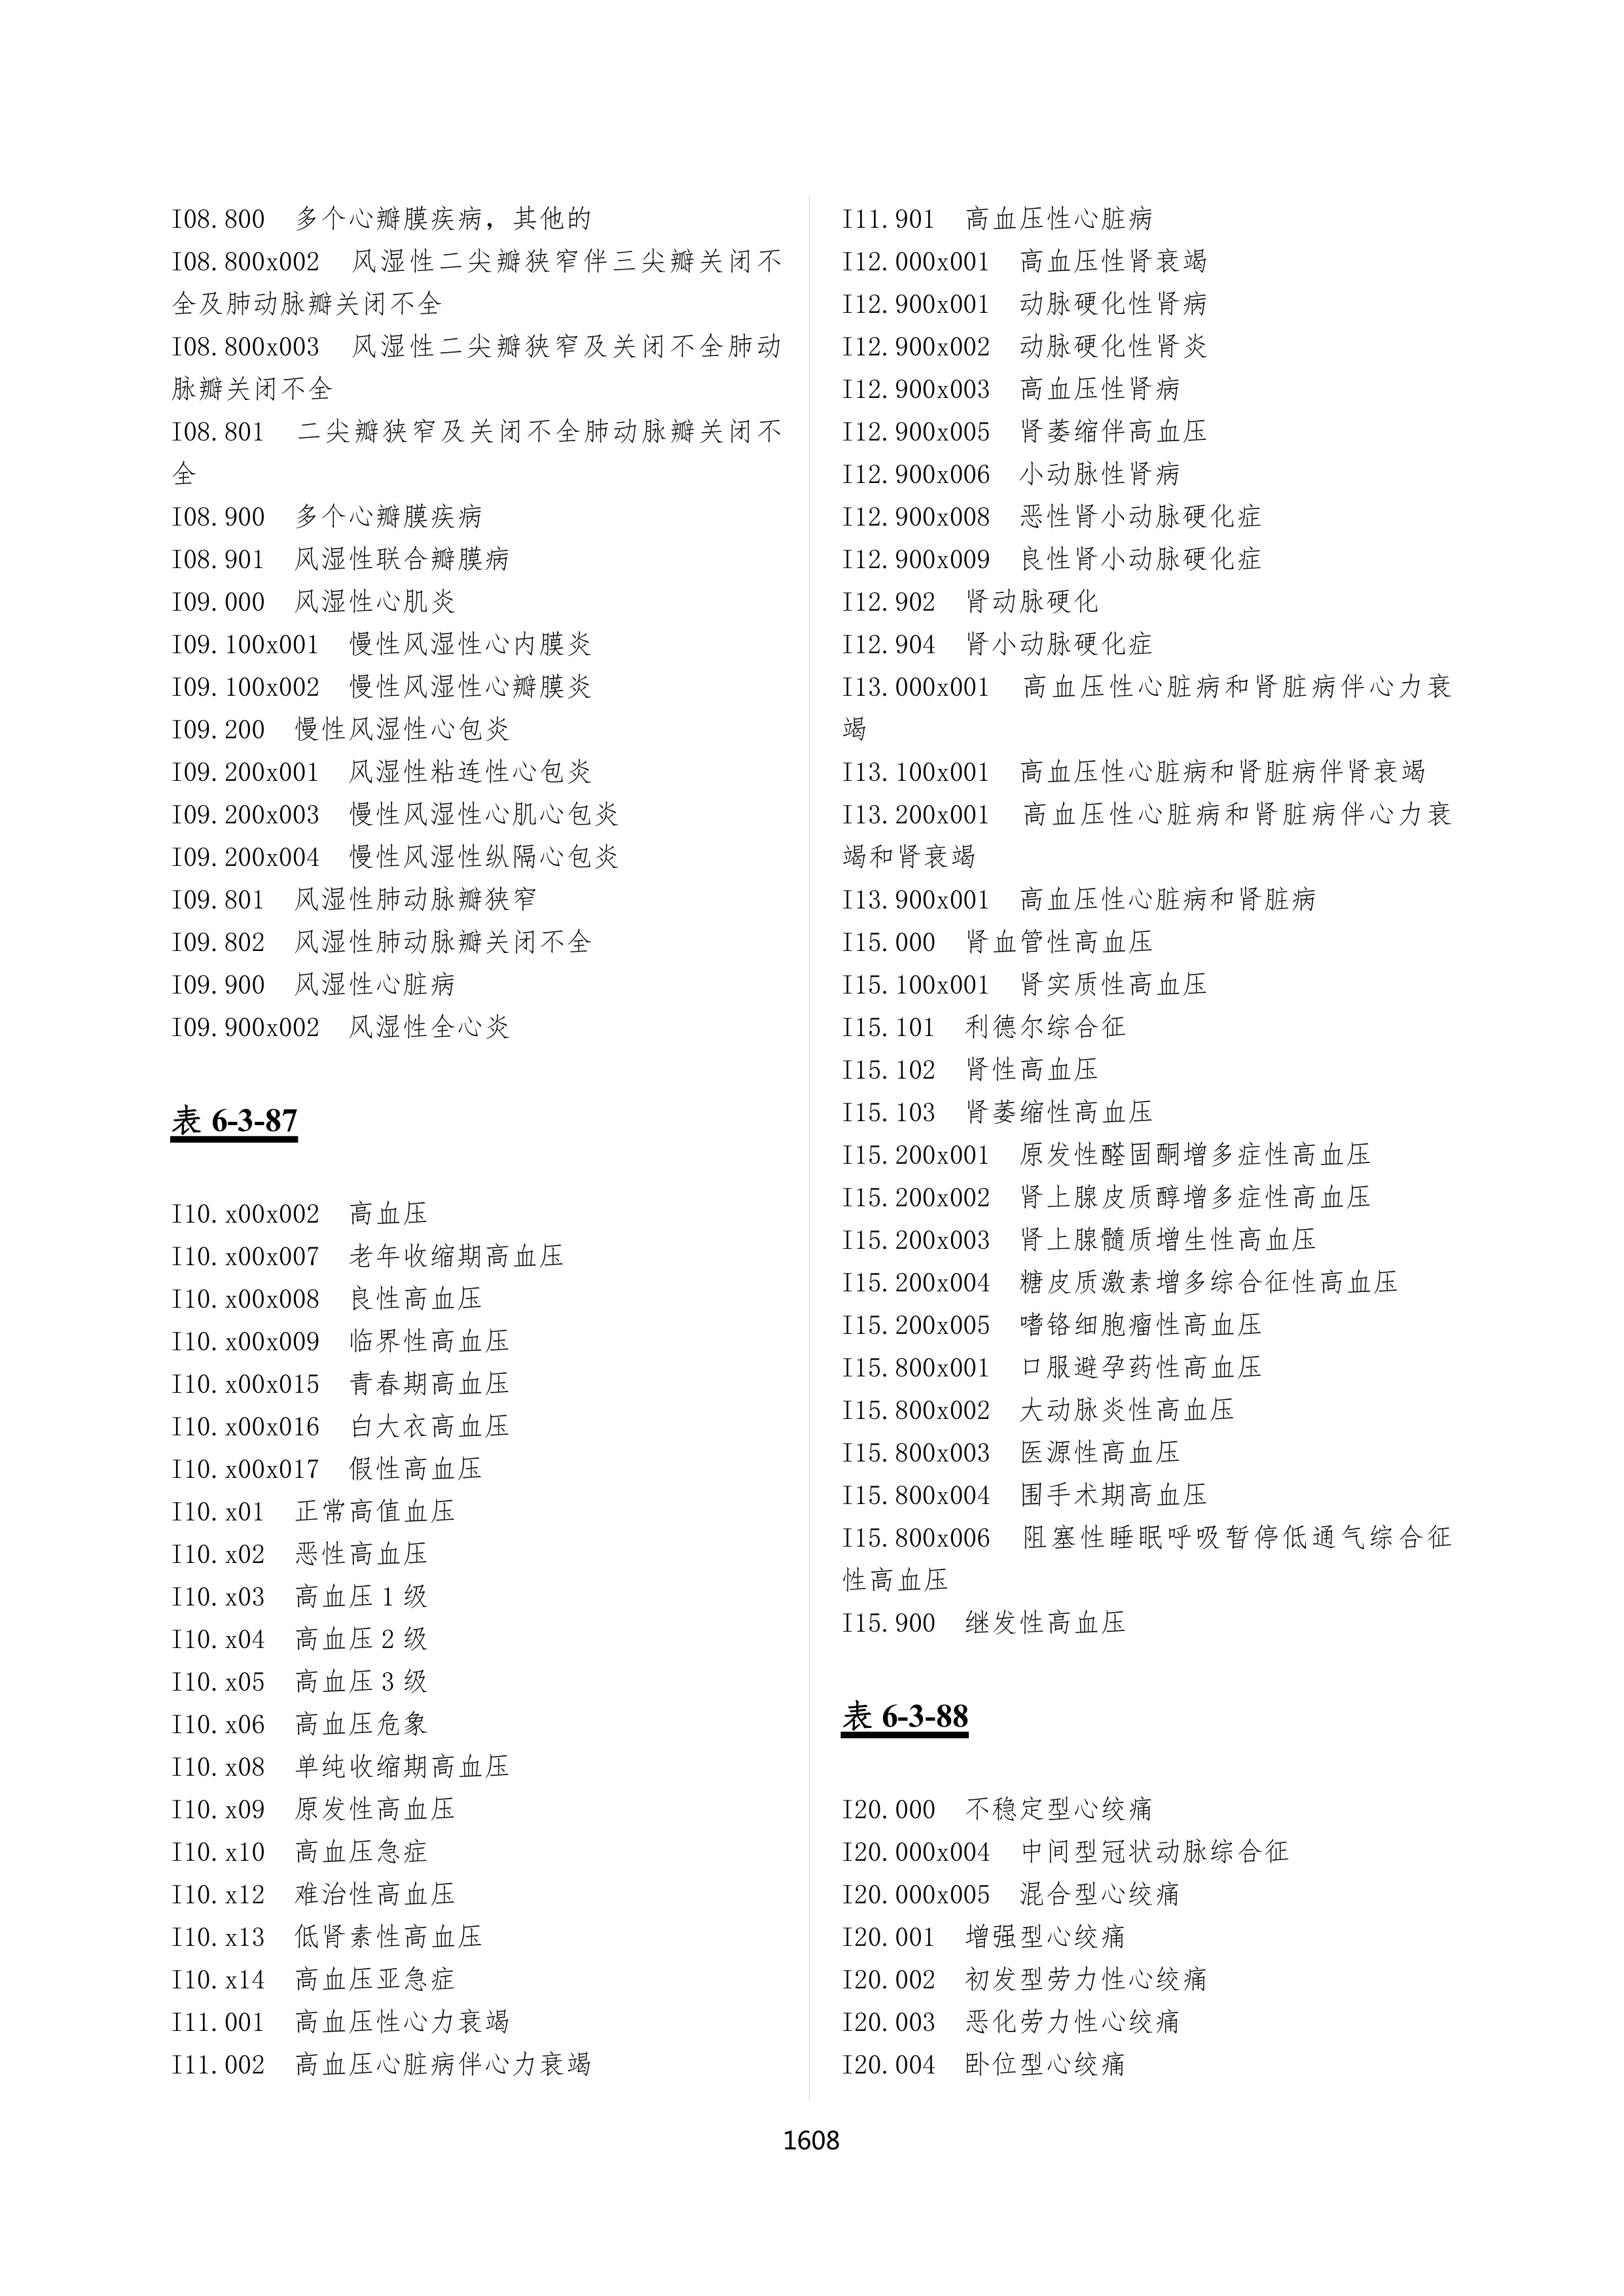 I08.800 多个心瓣膜疾病，其他的
I08.800x002 风湿性二尖瓣狭窄伴三尖瓣关闭不
全及肺动脉瓣关闭不全
I08.800x003 风湿性二尖瓣狭窄及关闭不全肺动
脉瓣关闭不全
I08.801 二尖瓣狭窄及关闭不全肺动脉瓣关闭不
全
I08.900 多个心瓣膜疾病
I08.901 风湿性联合瓣膜病
I09.000 风湿性心肌炎
I09.100x001 慢性风湿性心内膜炎
I09.100x002 慢性风湿性心瓣膜炎
I09.200 慢性风湿性心包炎
I09.200x001 风湿性粘连性心包炎
I09.200x003 慢性风湿性心肌心包炎
I09.200x004 慢性风湿性纵隔心包炎
I09.801 风湿性肺动脉瓣狭窄
I09.802 风湿性肺动脉瓣关闭不全
I09.900 风湿性心脏病
I09.900x002 风湿性全心炎
表 6-3-87
I10.x00x002 高血压
I10.x00x007 老年收缩期高血压
I10.x00x008 良性高血压
I10.x00x009 临界性高血压
I10.x00x015 青春期高血压
I10.x00x016 白大衣高血压
I10.x00x017 假性高血压
I10.x01 正常高值血压
I10.x02 恶性高血压
I10.x03 高血压 1 级
I10.x04 高血压 2 级
I10.x05 高血压 3 级
I10.x06 高血压危象
I10.x08 单纯收缩期高血压
I10.x09 原发性高血压
I10.x10 高血压急症
I10.x12 难治性高血压
I10.x13 低肾素性高血压
I10.x14 高血压亚急症
I11.001 高血压性心力衰竭
I11.002 高血压心脏病伴心力衰竭
I11.901 高血压性心脏病
I12.000x001 高血压性肾衰竭
I12.900x001 动脉硬化性肾病
I12.900x002 动脉硬化性肾炎
I12.900x003 高血压性肾病
I12.900x005 肾萎缩伴高血压
I12.900x006 小动脉性肾病
I12.900x008 恶性肾小动脉硬化症
I12.900x009 良性肾小动脉硬化症
I12.902 肾动脉硬化
I12.904 肾小动脉硬化症
I13.000x001 高血压性心脏病和肾脏病伴心力衰
竭
I13.100x001 高血压性心脏病和肾脏病伴肾衰竭
I13.200x001 高血压性心脏病和肾脏病伴心力衰
竭和肾衰竭
I13.900x001 高血压性心脏病和肾脏病
I15.000 肾血管性高血压
I15.100x001 肾实质性高血压
I15.101 利德尔综合征
I15.102 肾性高血压
I15.103 肾萎缩性高血压
I15.200x001 原发性醛固酮增多症性高血压
I15.200x002 肾上腺皮质醇增多症性高血压
I15.200x003 肾上腺髓质增生性高血压
I15.200x004 糖皮质激素增多综合征性高血压
I15.200x005 嗜铬细胞瘤性高血压
I15.800x001 口服避孕药性高血压
I15.800x002 大动脉炎性高血压
I15.800x003 医源性高血压
I15.800x004 围手术期高血压
I15.800x006 阻塞性睡眠呼吸暂停低通气综合征
性高血压
I15.900 继发性高血压
表 6-3-88
I20.000 不稳定型心绞痛
I20.000x004 中间型冠状动脉综合征
I20.000x005 混合型心绞痛
I20.001 增强型心绞痛
I20.002 初发型劳力性心绞痛
I20.003 恶化劳力性心绞痛
I20.004 卧位型心绞痛
1608